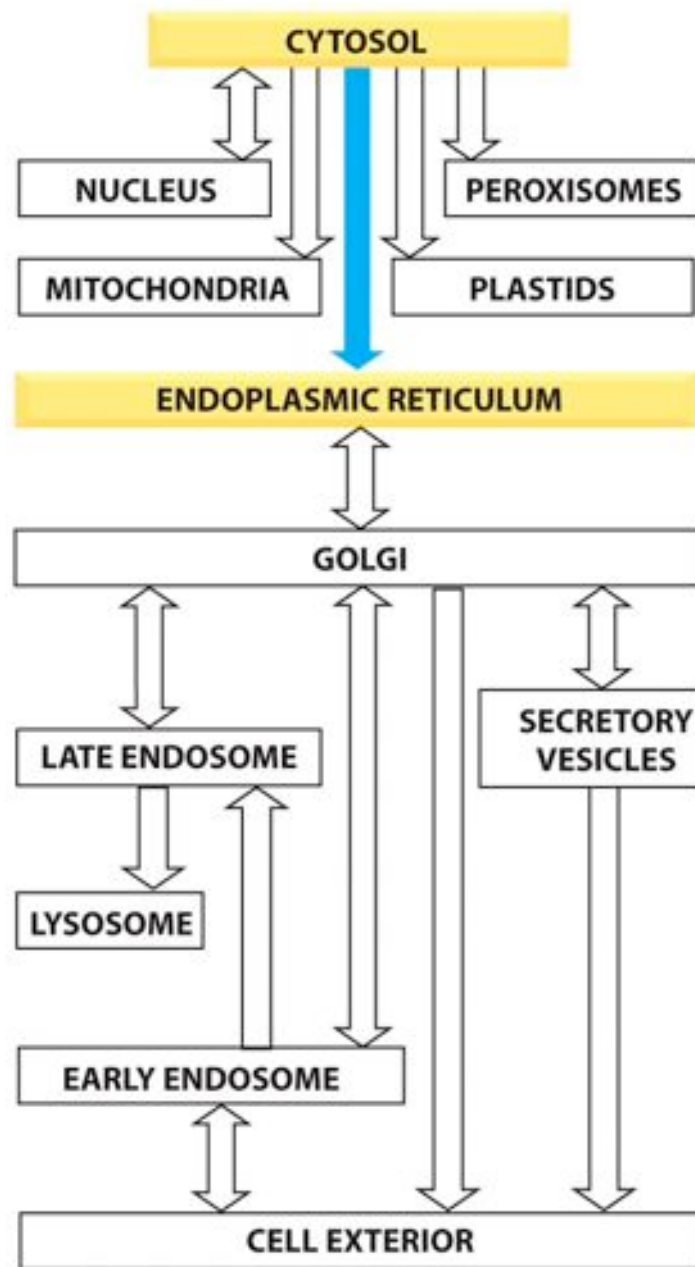 CYTOSOL
NUCLEUS
PEROXISOMES
MITOCHONDRIA
PLASTIDS
ENDOPLASMIC RETICULUM
GOLGI
LATE ENDOSOME
SECRETORY
VESICLES
LYSOSOME
EARLY ENDOSOME
CELL EXTERIOR